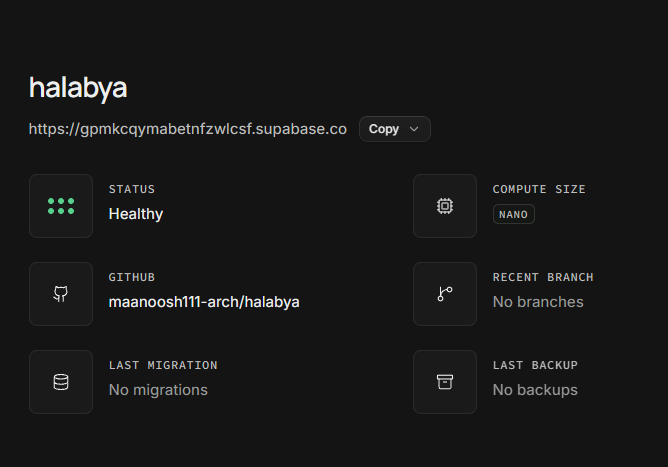 halabya
https://gpmkcqymabetnfzwlcsf.supabase.co Copy
STATUS
Healthy
COMPUTE SIZE
NANO
GITHUB
maanoosh111-arch/halabya
RECENT BRANCH
No branches
LAST MIGRATION
No migrations
LAST BACKUP
No backups